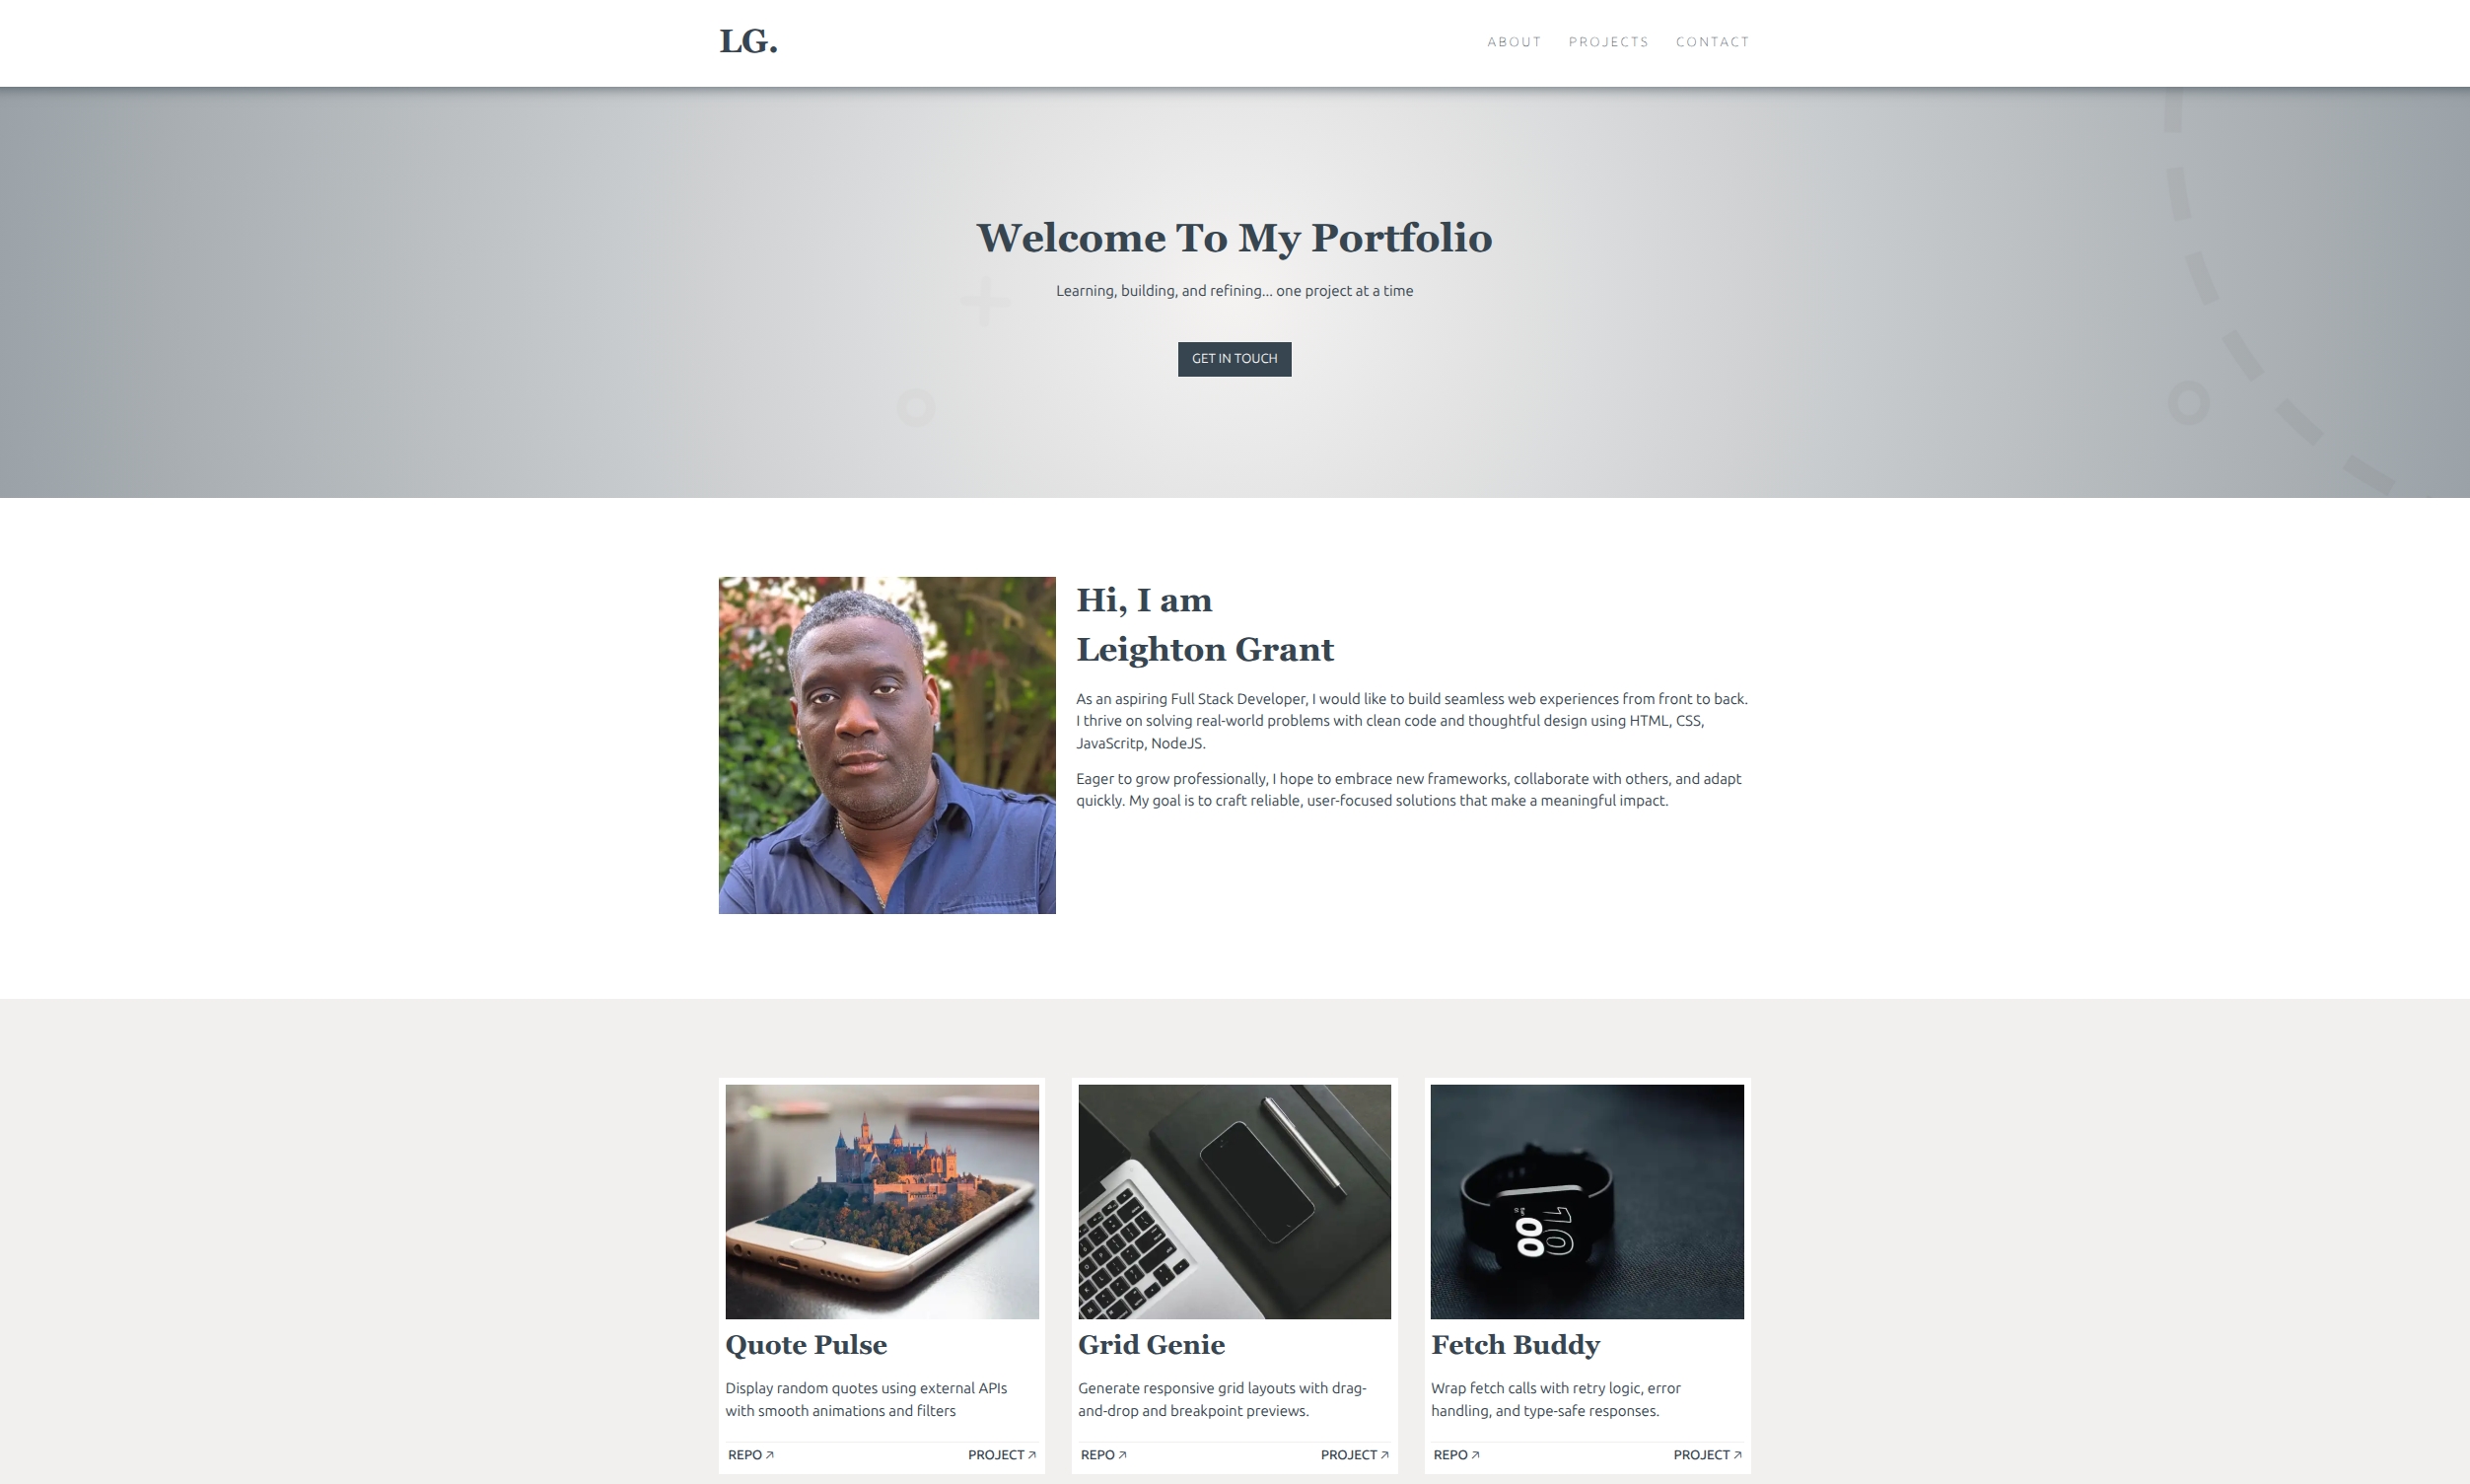 LG.
ABOUT PROJECTS CONTACT
Welcome To My Portfolio
Learning, building, and refining... one project at a time
GET IN TOUCH
Hi, I am
Leighton Grant
As an aspiring Full Stack Developer, I would like to build seamless web experiences from front to back.
I thrive on solving real-world problems with clean code and thoughtful design using HTML, CSS,
JavaScritp, NodeJS.
Eager to grow professionally, I hope to embrace new frameworks, collaborate with others, and adapt
quickly. My goal is to craft reliable, user-focused solutions that make a meaningful impact.
10
00
Quote Pulse
Display random quotes using external APIs
with smooth animations and filters
REPO PROJECT
Grid Genie
Generate responsive grid layouts with drag-
and-drop and breakpoint previews.
REPO PROJECT
Fetch Buddy
Wrap fetch calls with retry logic, error
handling, and type-safe responses.
REPO PROJECT